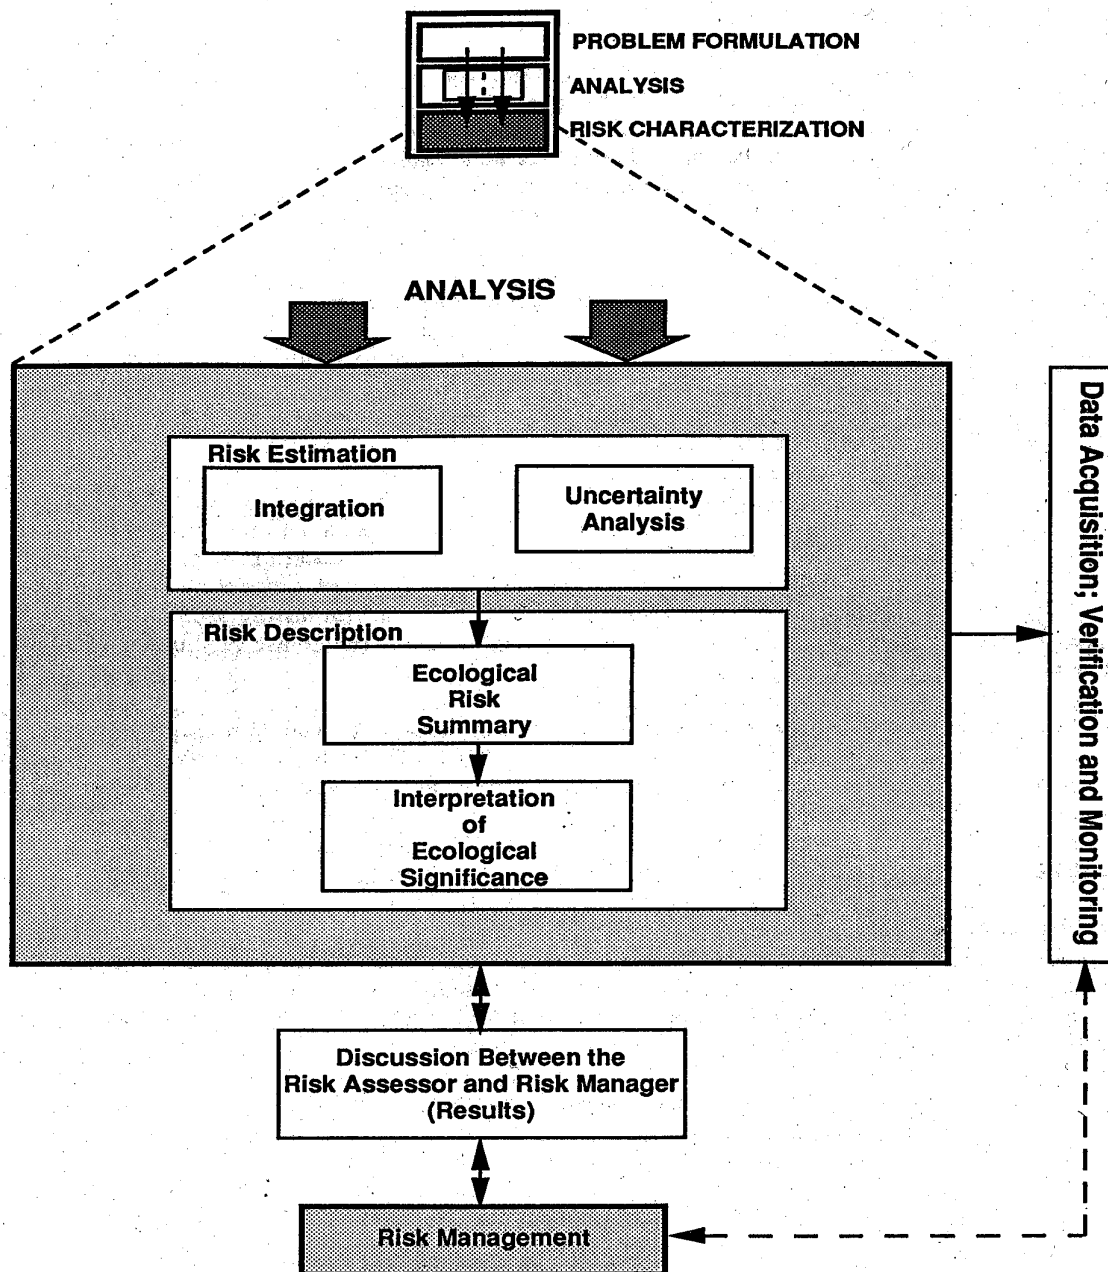 PROBLEM FORMULATION
ANALYSIS
RISK CHARACTERIZATION
ANALYSIS
Risk Estimation
Integration
Uncertainty
Analysis
Risk Description
Ecological
Risk
Summary
Interpretation
of
Ecological
Significance
Data Acquisition; Verification and Monitoring
Discussion Between the
Risk Assessor and Risk Manager
(Results)
Risk Management